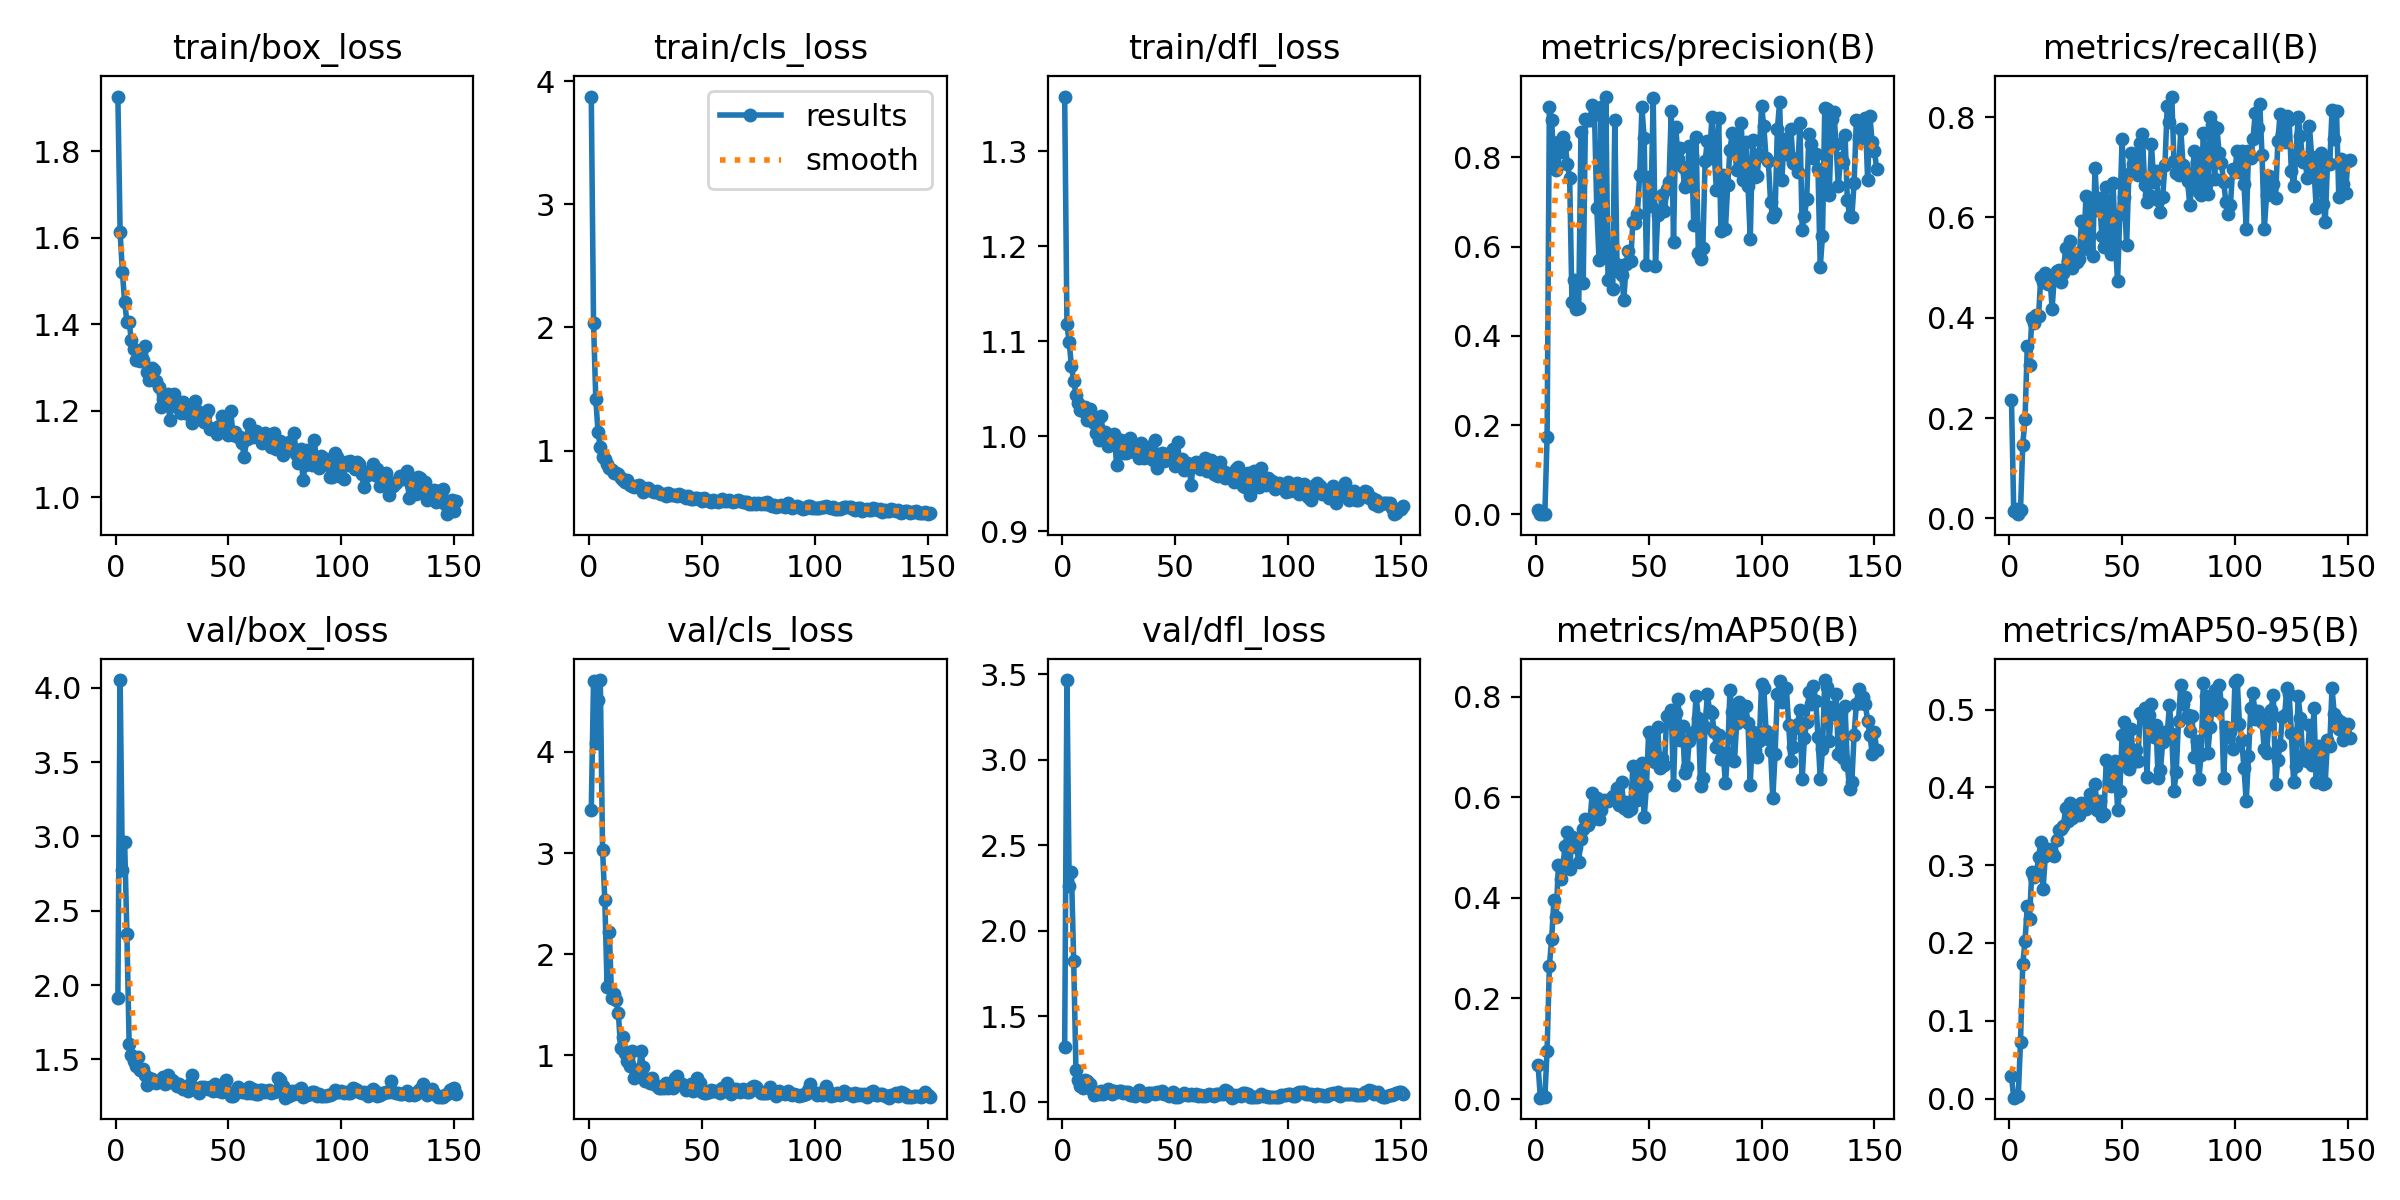 train/box_loss
1.8
1.6
1.4
1.2
1.0
0 50 100 150
train/cls_loss
results
smooth
4
3
2
1
0 50 100 150
train/dfl_loss
1.3
1.2
1.1
1.0
0.9
0 50 100 150
metrics/precision(B)
0.8
0.6
0.4
0.2
0.0
0 50 100 150
metrics/recall(B)
0.8
0.6
0.4
0.2
0.0
0 50 100 150
val/box_loss
4.0
3.5
3.0
2.5
2.0
1.5
0 50 100 150
val/cls_loss
4
3
2
1
0 50 100 150
val/dfl_loss
3.5
3.0
2.5
2.0
1.5
1.0
0 50 100 150
metrics/mAP50(B)
0.8
0.6
0.4
0.2
0.0
0 50 100 150
metrics/mAP50-95(B)
0.5
0.4
0.3
0.2
0.1
0.0
0 50 100 150